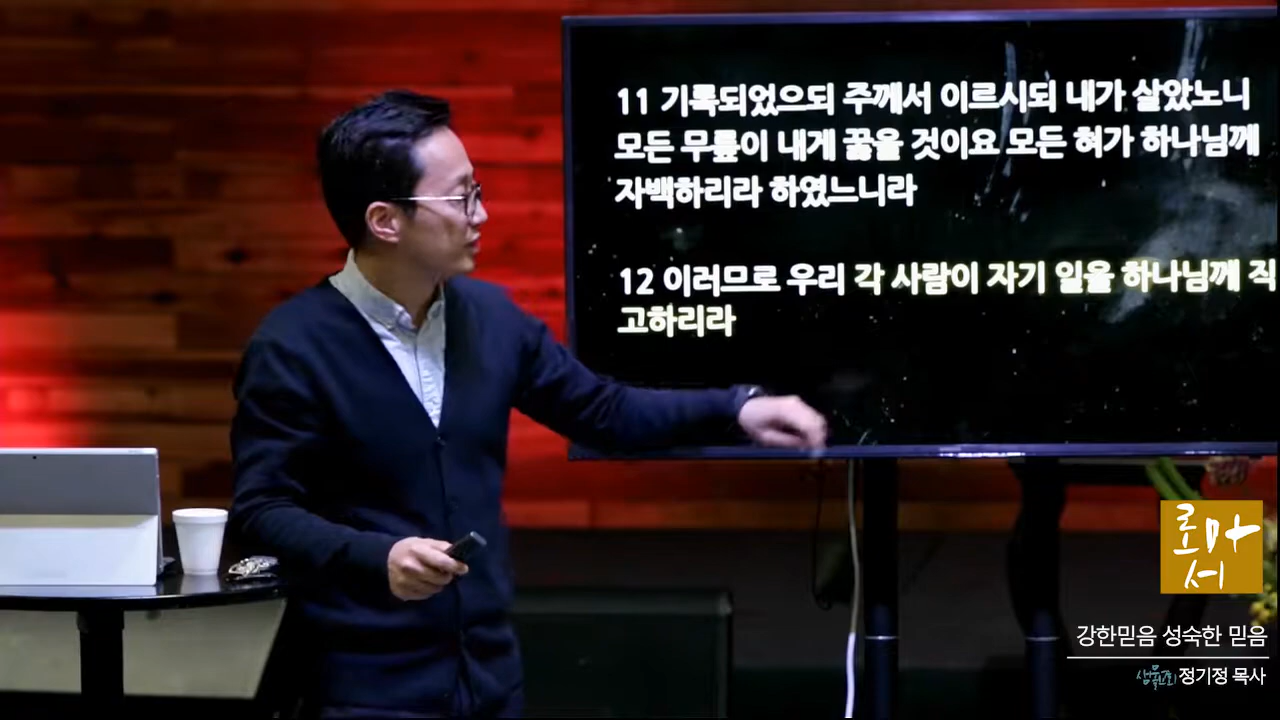 11 기록되었으되 주께서 이르시되 내가 살았노니
모든 무릎이 내게 꿇을 것이요 모든 혀가 하나님께
자백하리라 하였느니라
12 이러므로 우리 각 사람이 자기 일을 하나님께 직
고하리라
로마
서
강한믿음 성숙한 믿음
정기정 목사